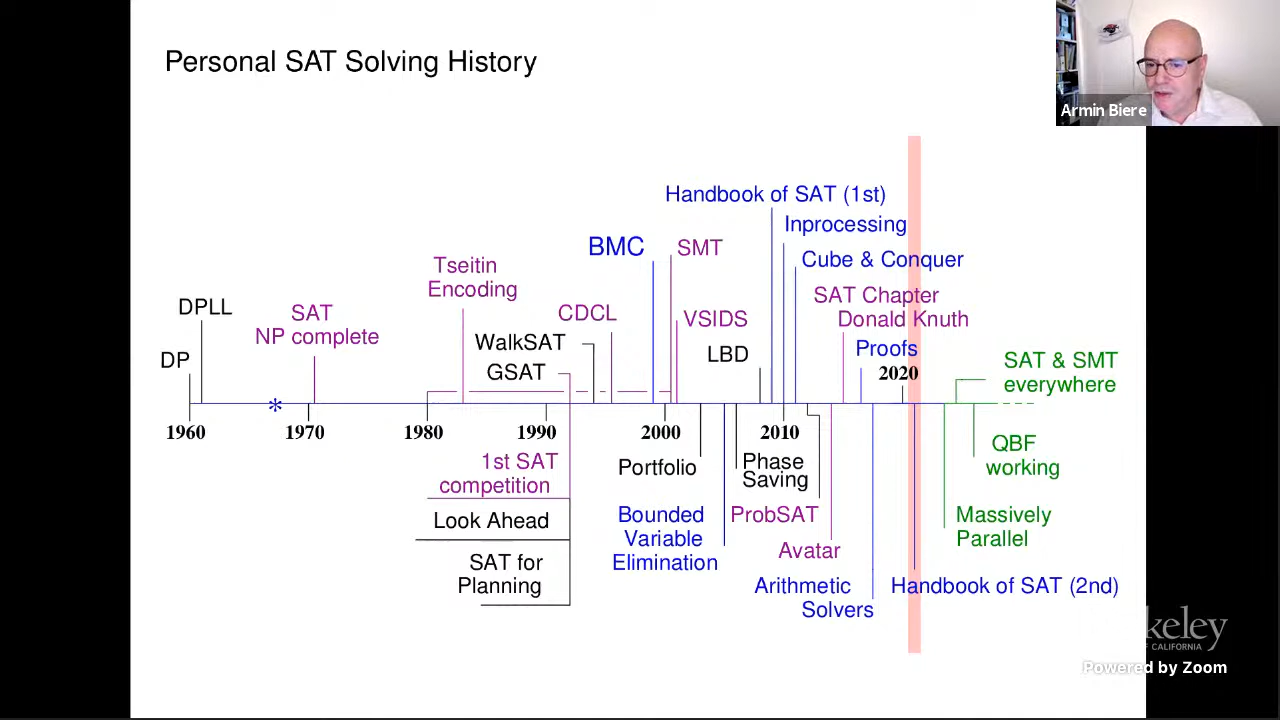 Personal SAT Solving History
Armin Biere
Handbook of SAT (1st)
Inprocessing
BMC
SMT
Cube & Conquer
Tseitin
Encoding
SAT Chapter
Donald Knuth
DPLL
SAT
NP complete
CDCL
VSIDS
WalkSAT
LBD
Proofs
DP
GSAT
2020
SAT & SMT
everywhere
*
1960
1970
1980
1990
2000
2010
1st SAT
competition
Portfolio
Phase
Saving
QBF
working
Look Ahead
Bounded
Variable
Elimination
ProbSAT
Massively
Parallel
SAT for
Planning
Avatar
Arithmetic
Solvers
Handbook of SAT (2nd)
keley
OF CALIFORNIA
Powered by Zoom